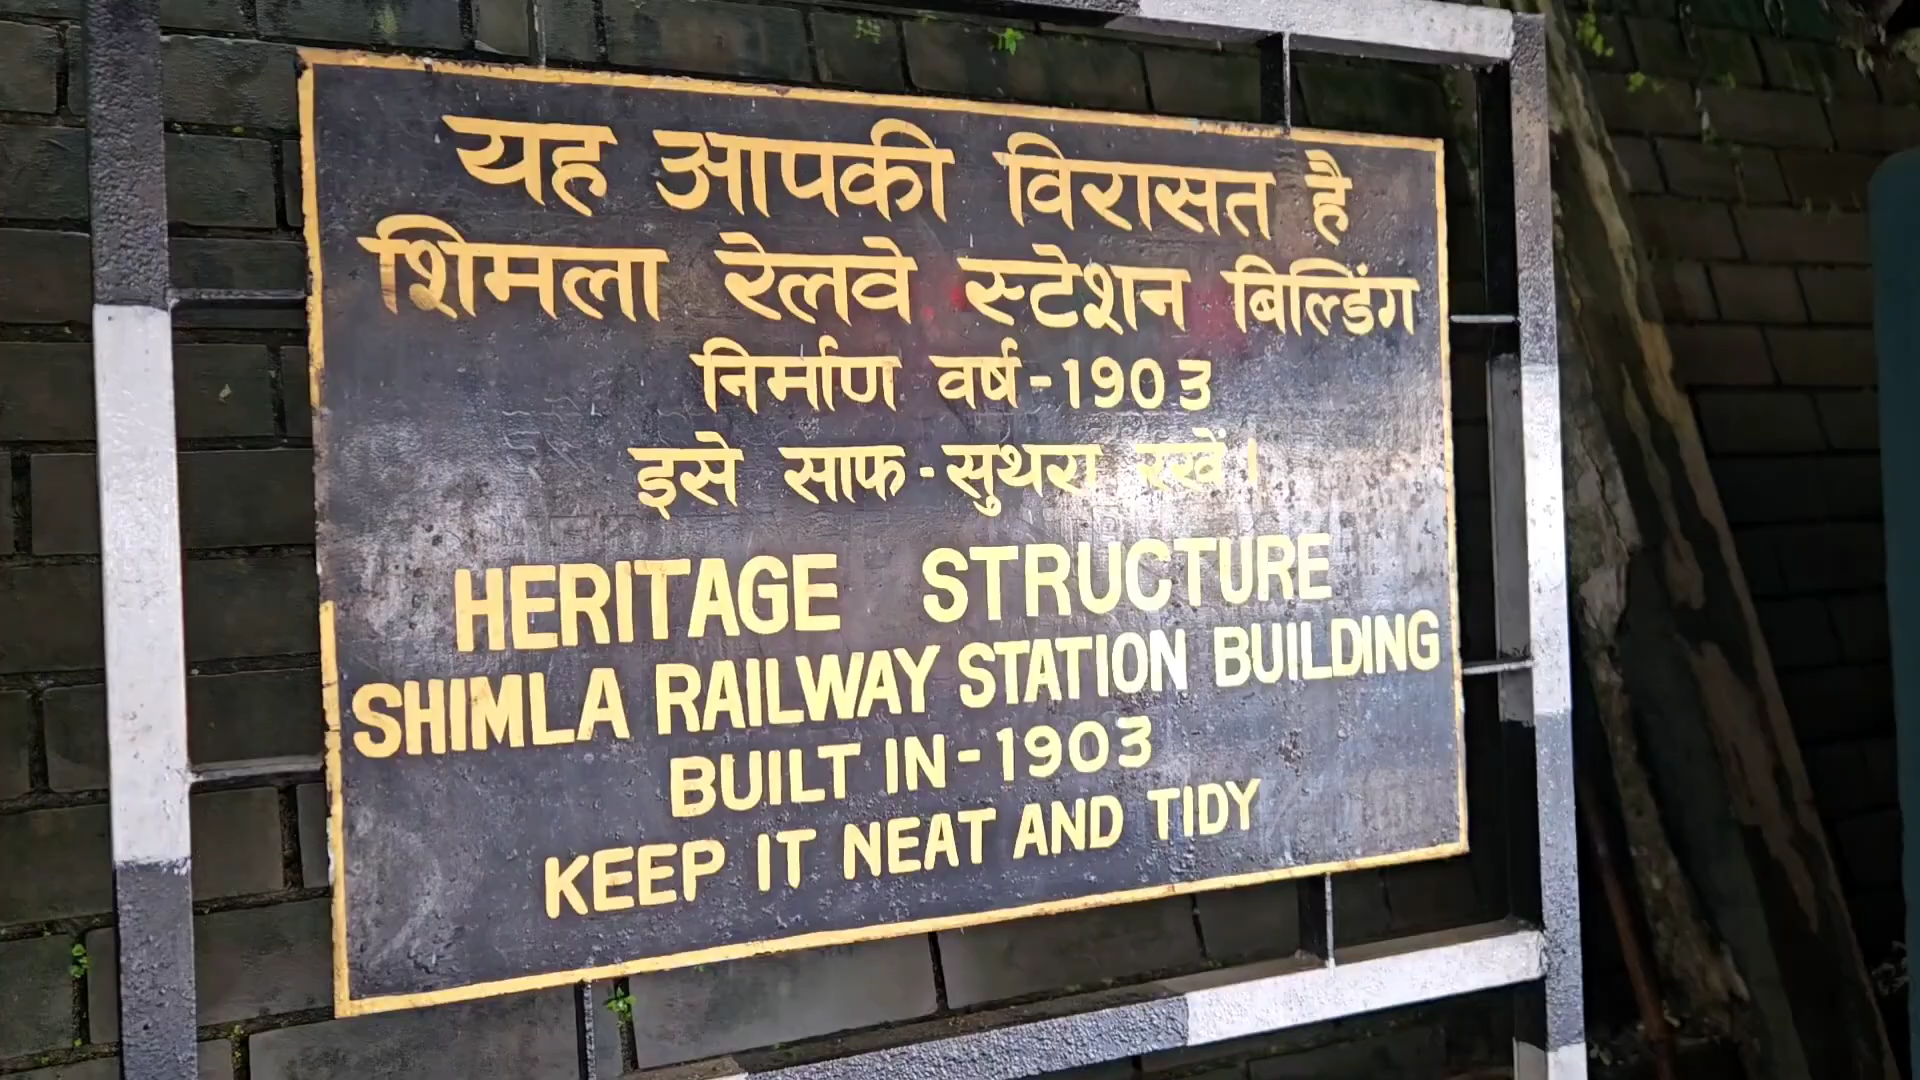 यह आपकी विरासत है
शिमला रेलवे स्टेशन बिल्डिंग
निर्माण वर्ष-1903
इसे साफ-सुथरा रखें।
HERITAGE STRUCTURE
SHIMLA RAILWAY STATION BUILDING
BUILT IN-1903
KEEP IT NEAT AND TIDY